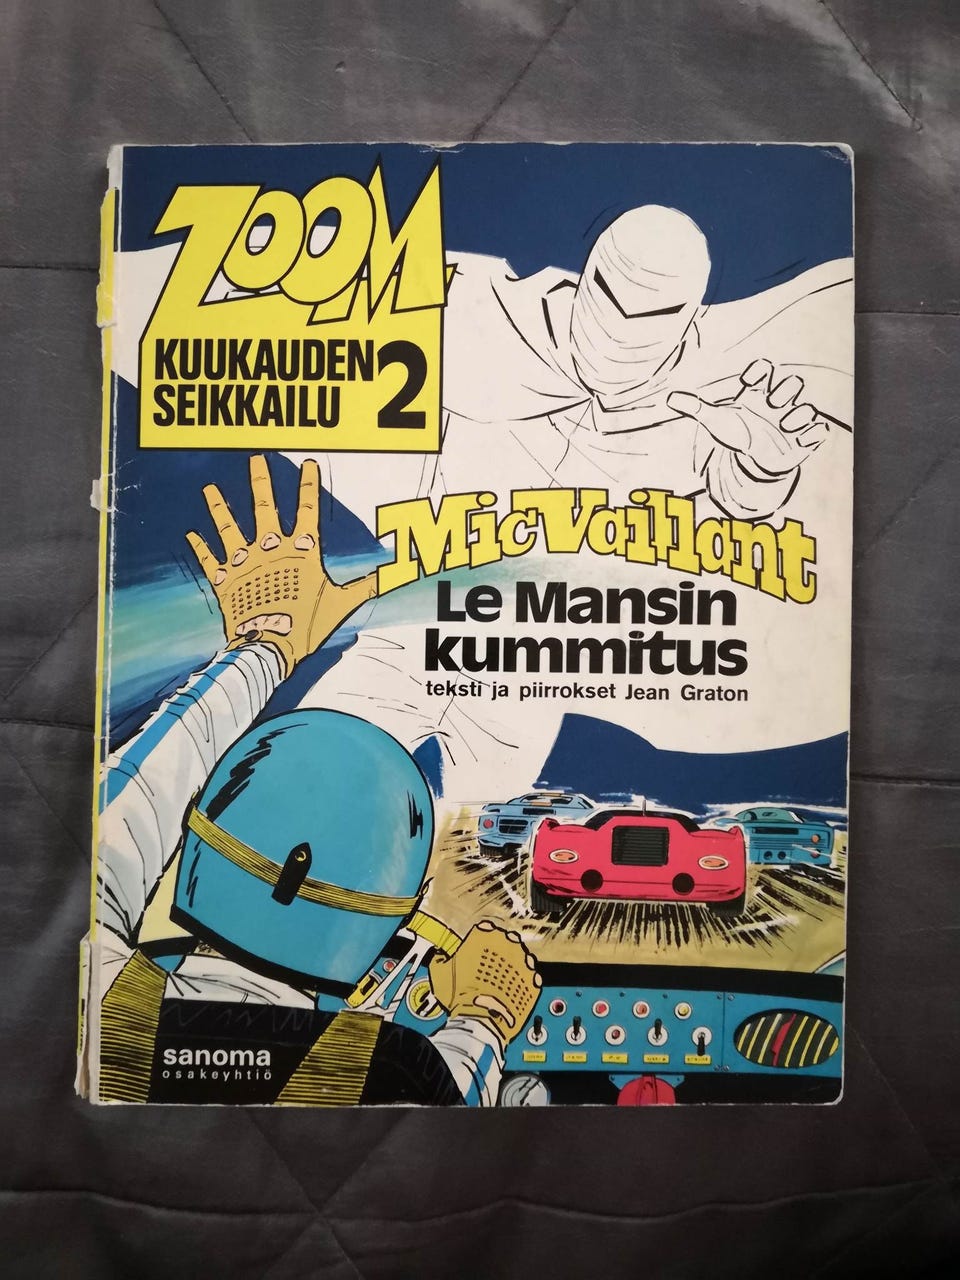 ZOOM
KUUKAUDEN
SEIKKAILU 2
MicVaillant
Le Mansin
kummitus
teksti ja piirrokset Jean Graton
sanoma
osakeyhtiö